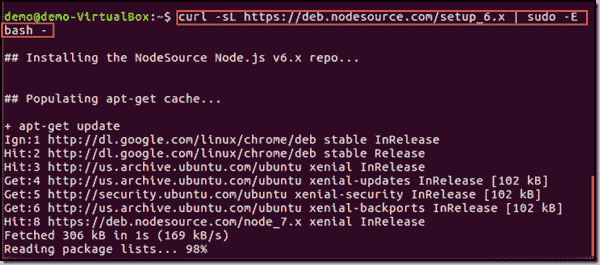 demo@demo-VirtualBox:~$ curl -sL https://deb.nodesource.com/setup_6.x | sudo -E
bash -
## Installing the NodeSource Node.js v6.x repo...
## Populating apt-get cache...
+ apt-get update
Ign:1 http://dl.google.com/linux/chrome/deb stable InRelease
Hit:2 http://dl.google.com/linux/chrome/deb stable Release
Hit:3 http://us.archive.ubuntu.com/ubuntu xenial InRelease
Get:4 http://us.archive.ubuntu.com/ubuntu xenial-updates InRelease [102 kB]
Get:5 http://security.ubuntu.com/ubuntu xenial-security InRelease [102 kB]
Get:6 http://us.archive.ubuntu.com/ubuntu xenial-backports InRelease [102 kB]
Hit:8 https://deb.nodesource.com/node_7.x xenial InRelease
Fetched 306 kB in 1s (169 kB/s)
Reading package lists... 98%